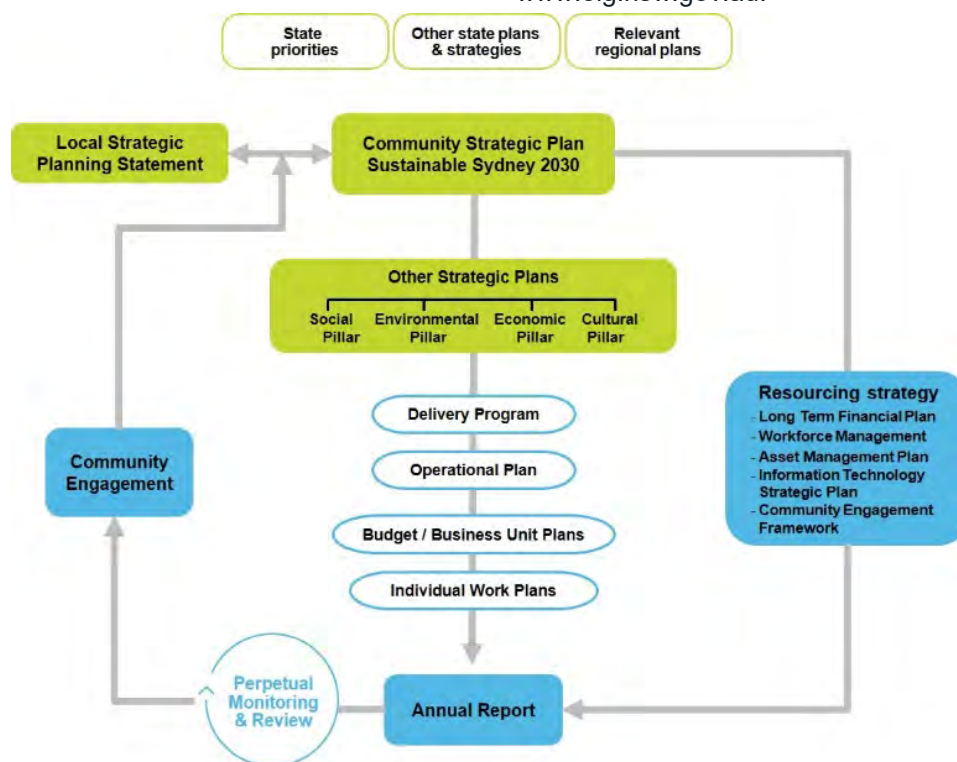 State
priorities
Other state plans
& strategies
Relevant
regional plans
Local Strategic
Planning Statement
Community Strategic Plan
Sustainable Sydney 2030
Other Strategic Plans
Social
Pillar
Environmental
Pillar
Economic
Pillar
Cultural
Pillar
Delivery Program
Operational Plan
Budget / Business Unit Plans
Individual Work Plans
Resourcing strategy
- Long Term Financial Plan
- Workforce Management
- Asset Management Plan
- Information Technology
Strategic Plan
- Community Engagement
Framework
Community
Engagement
Perpetual
Monitoring
& Review
Annual Report